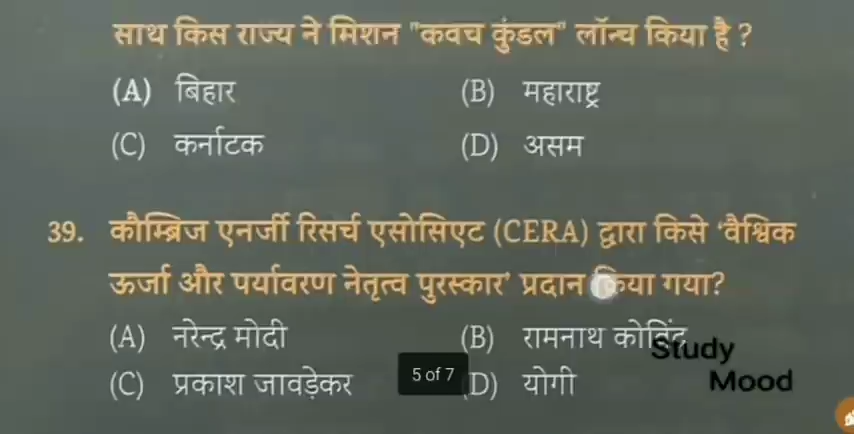 साथ किस राज्य ने मिशन "कवच कुंडल" लॉन्च किया है ?
(A) बिहार (B) महाराष्ट्र
(C) कर्नाटक (D) असम
39. कौम्ब्रिज एनर्जी रिसर्च एसोसिएट (CERA) द्वारा किसे ‘वैश्विक
ऊर्जा और पर्यावरण नेतृत्व पुरस्कार’ प्रदान किया गया?
(A) नरेन्द्र मोदी (B) रामनाथ कोविंद
(C) प्रकाश जावड़ेकर (D) योगी
5 of 7
Study
Mood